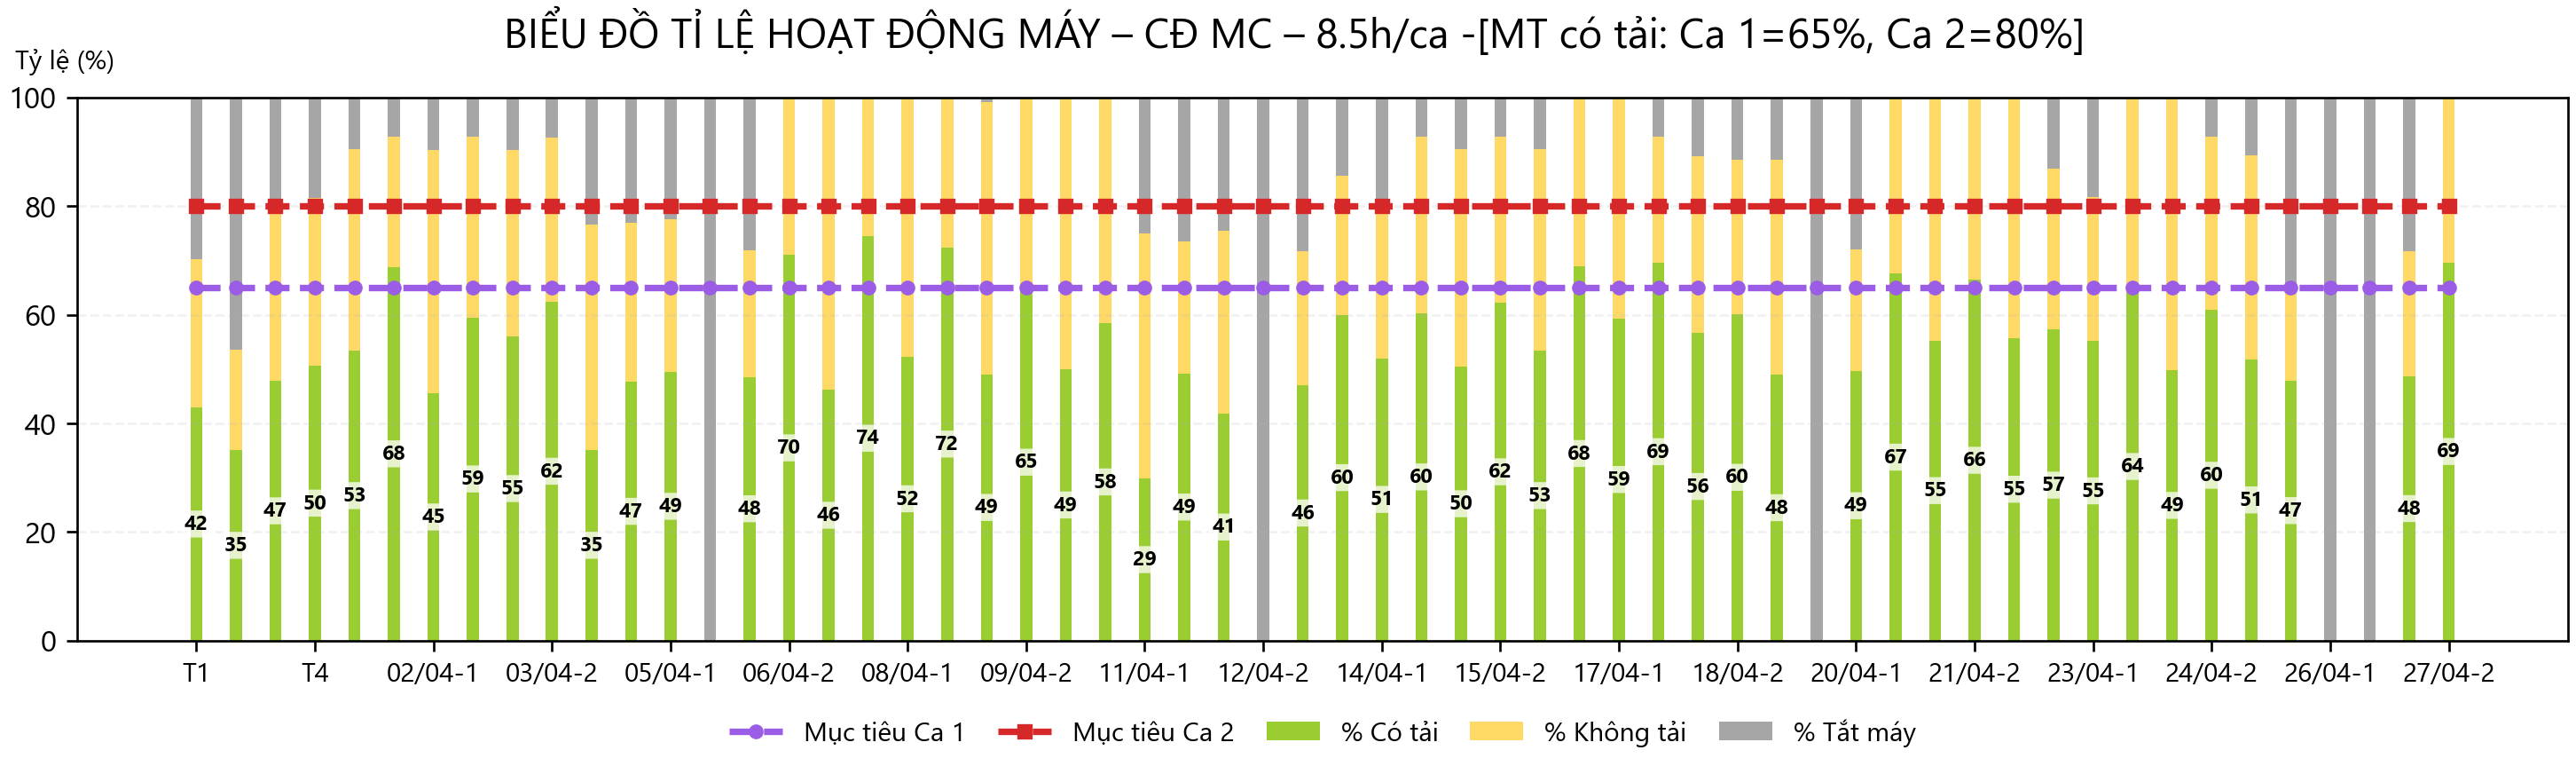 BIỂU ĐỒ TỈ LỆ HOẠT ĐỘNG MÁY – CĐ MC – 8.5h/ca -[MT có tải: Ca 1=65%, Ca 2=80%]
Tỷ lệ (%)
100
80
60
40
20
0
42 35 47 50 53 68 45 59 55 62 35 47 49 48 70 46 74 52 72 49 65 49 58 29 49 41 46 60 51 60 50 62 53 68 59 69 56 60 48 49 67 55 66 55 57 55 64 49 60 51 47 48 69
T1 T4 02/04-1 03/04-2 05/04-1 06/04-2 08/04-1 09/04-2 11/04-1 12/04-2 14/04-1 15/04-2 17/04-1 18/04-2 20/04-1 21/04-2 23/04-1 24/04-2 26/04-1 27/04-2
Mục tiêu Ca 1 Mục tiêu Ca 2 % Có tải % Không tải % Tắt máy